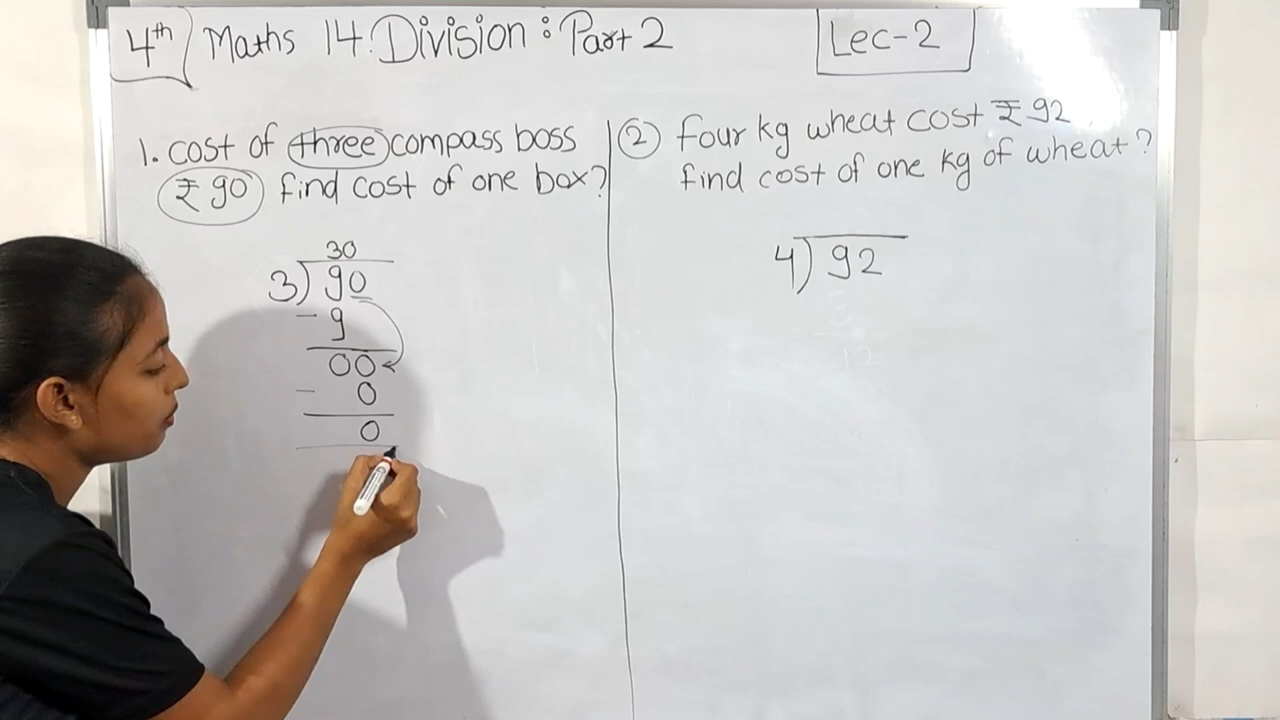 4th Maths 14. Division : Part 2 Lec-2
1. cost of three compass boss
₹ 90 find cost of one box?
30
3) 90
- 9
00
- 0
0
2 four kg wheat cost ₹ 92.
find cost of one kg of wheat?
4) 92